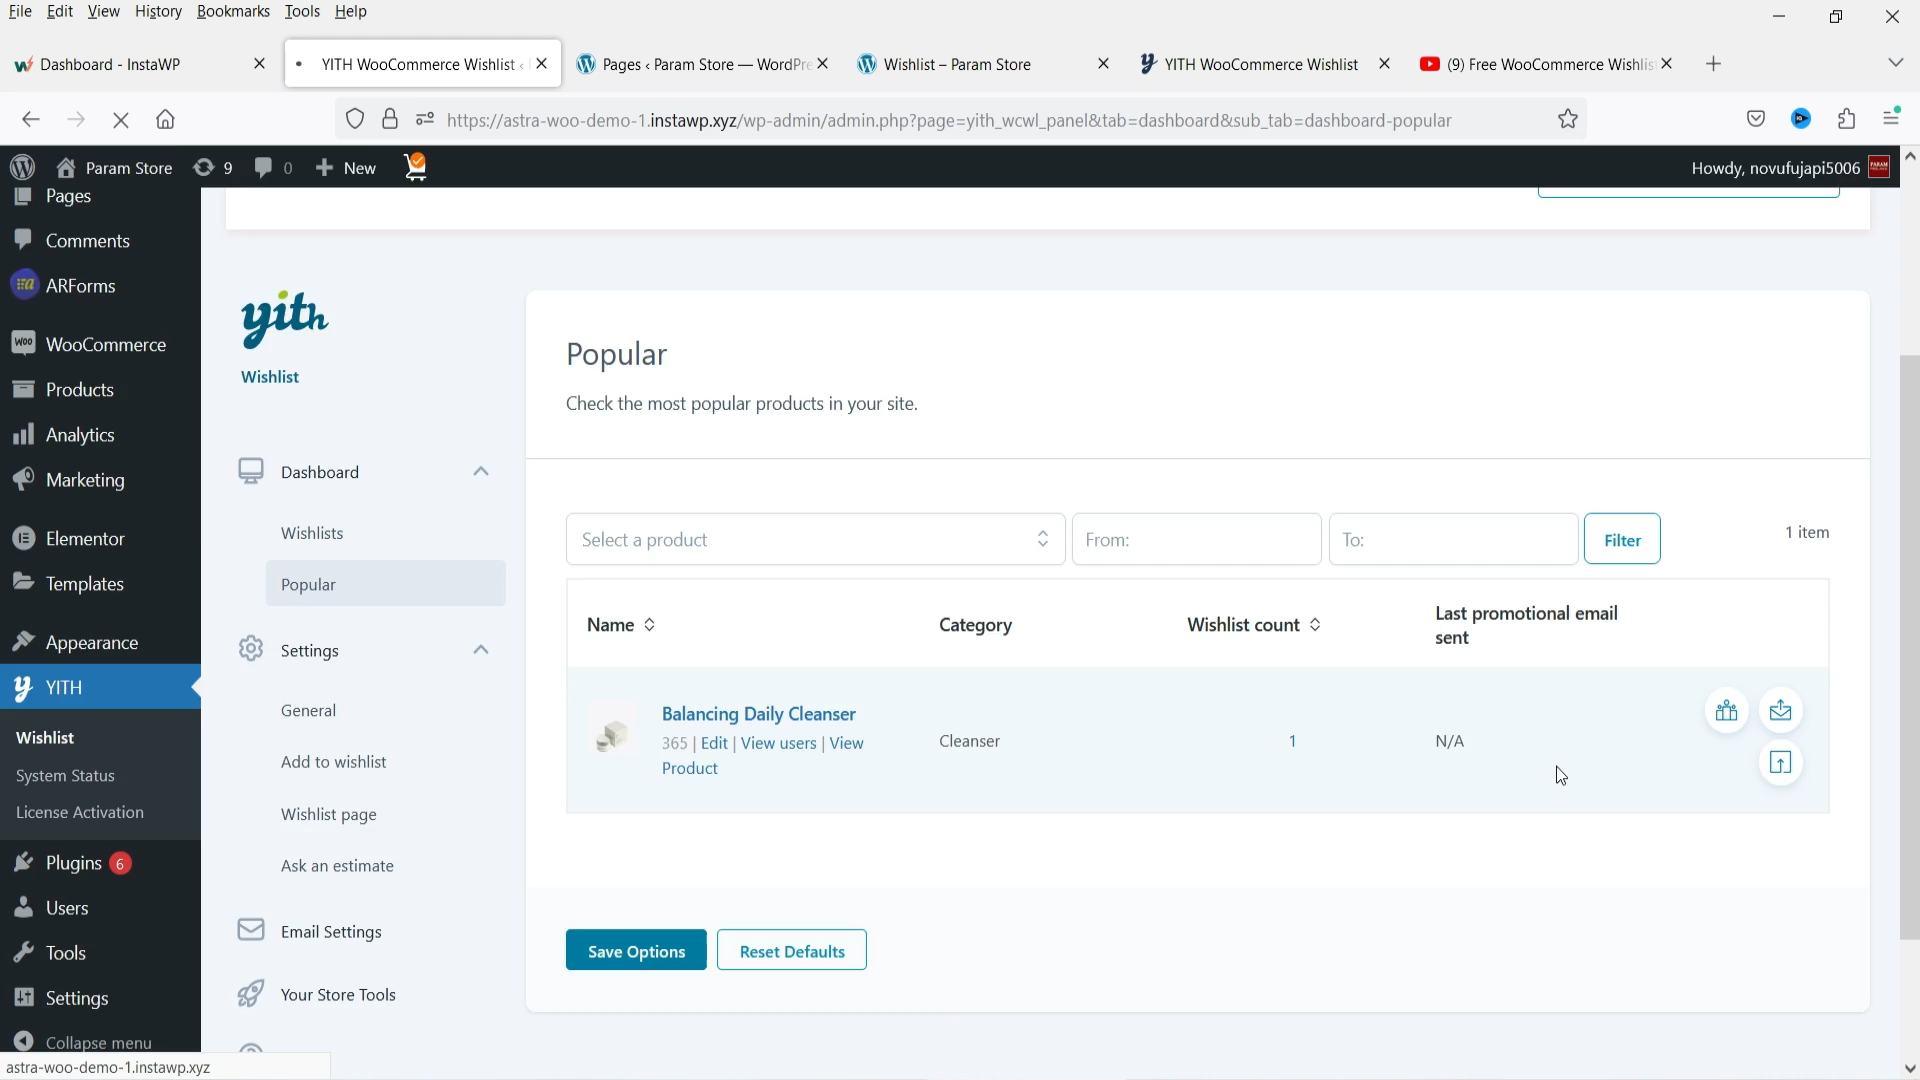 File Edit View History Bookmarks Tools Help
Dashboard - InstaWP
YITH WooCommerce Wishlist ‹
Pages ‹ Param Store — WordPre
Wishlist – Param Store
YITH WooCommerce Wishlist
(9) Free WooCommerce Wishlis
https://astra-woo-demo-1.instawp.xyz/wp-admin/admin.php?page=yith_wcwl_panel&tab=dashboard&sub_tab=dashboard-popular
Param Store 9 0 New
Howdy, novufujapi5006
Pages
Comments
ARForms
WooCommerce
Products
Analytics
Marketing
Elementor
Templates
Appearance
YITH
Wishlist
System Status
License Activation
Plugins 6
Users
Tools
Settings
Collapse menu
astra-woo-demo-1.instawp.xyz
yith
Wishlist
Dashboard
Wishlists
Popular
Settings
General
Add to wishlist
Wishlist page
Ask an estimate
Email Settings
Your Store Tools
Popular
Check the most popular products in your site.
Select a product From: To: Filter 1 item
Name Category Wishlist count Last promotional email
sent
Balancing Daily Cleanser
365 | Edit | View users | View
Product
Cleanser 1 N/A
Save Options Reset Defaults